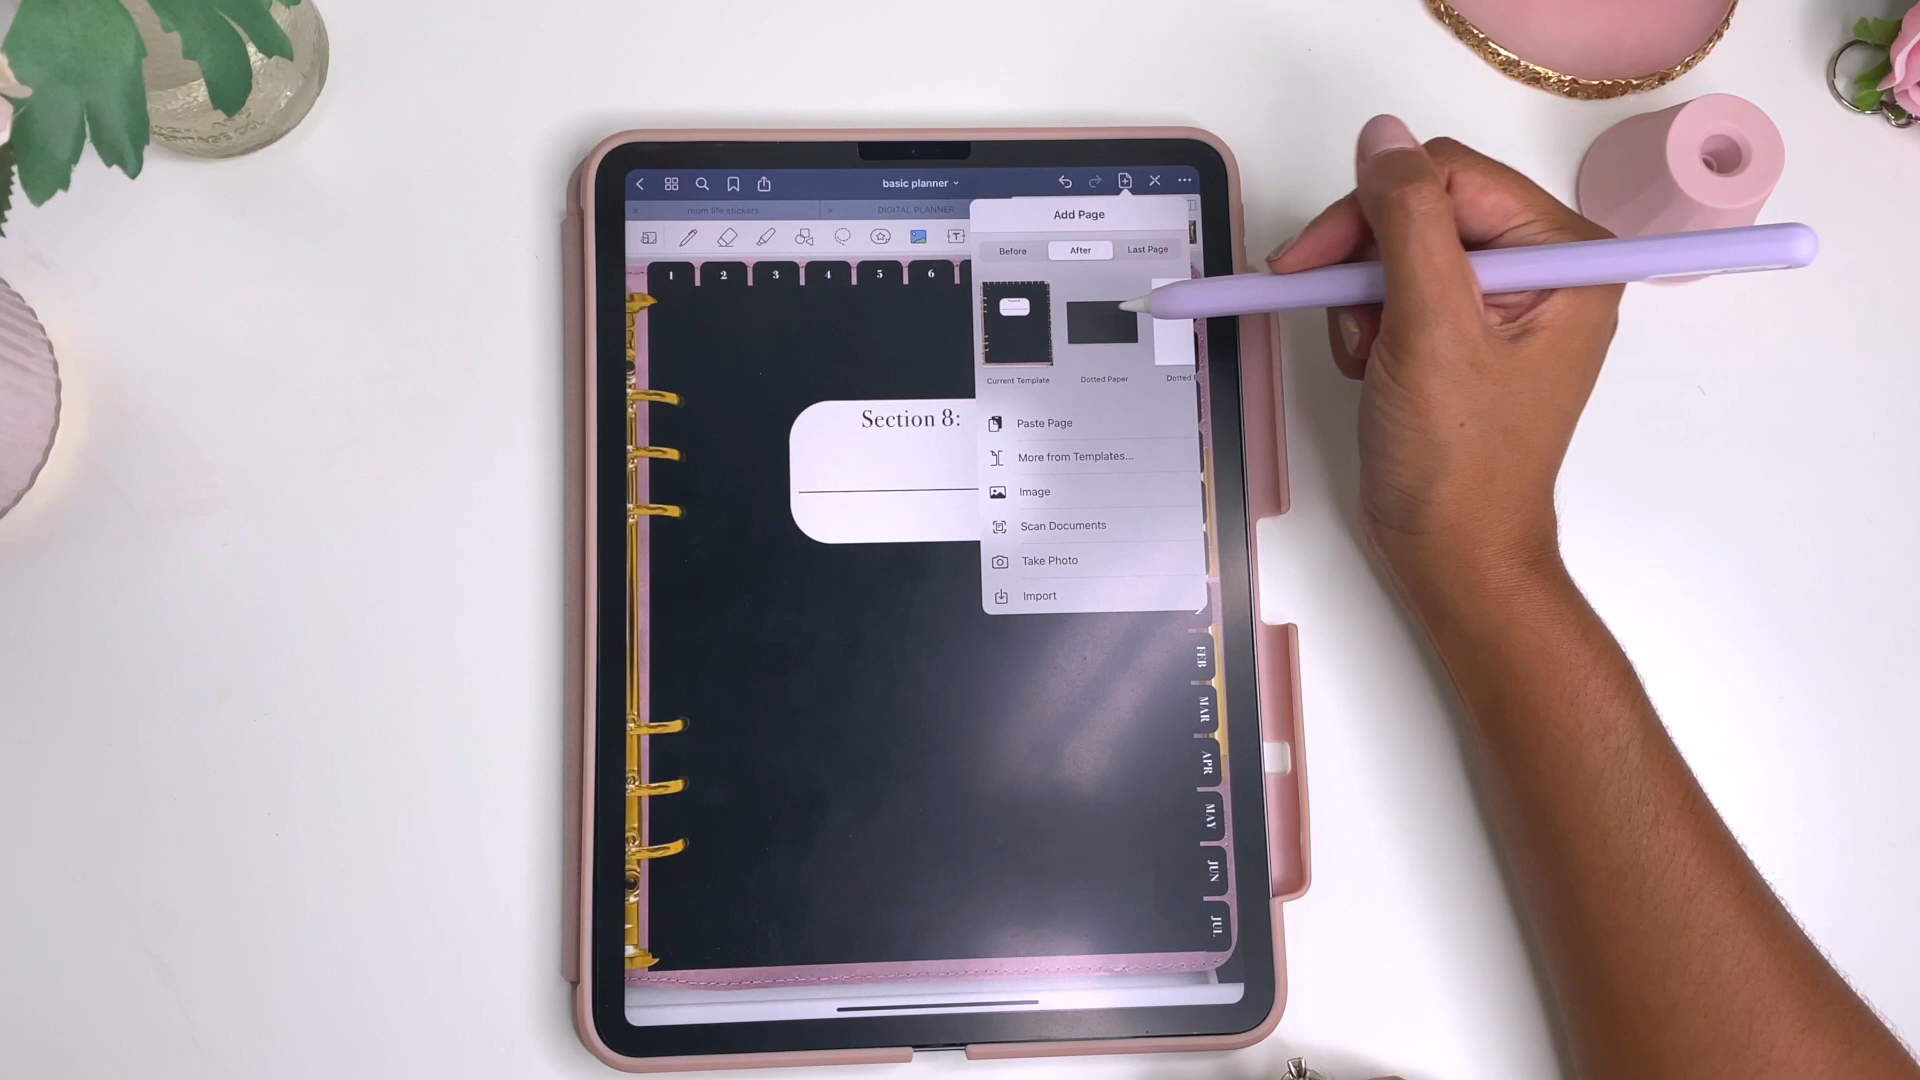 basic planner
mom life stickers
DIGITAL PLANNER
Add Page
Before After Last Page
1 2 3 4 5 6
Current Template
Dotted Paper
Dotted
Section 8:
Paste Page
More from Templates...
Image
Scan Documents
Take Photo
Import
FEB
MAR
APR
MAY
JUN
JUL